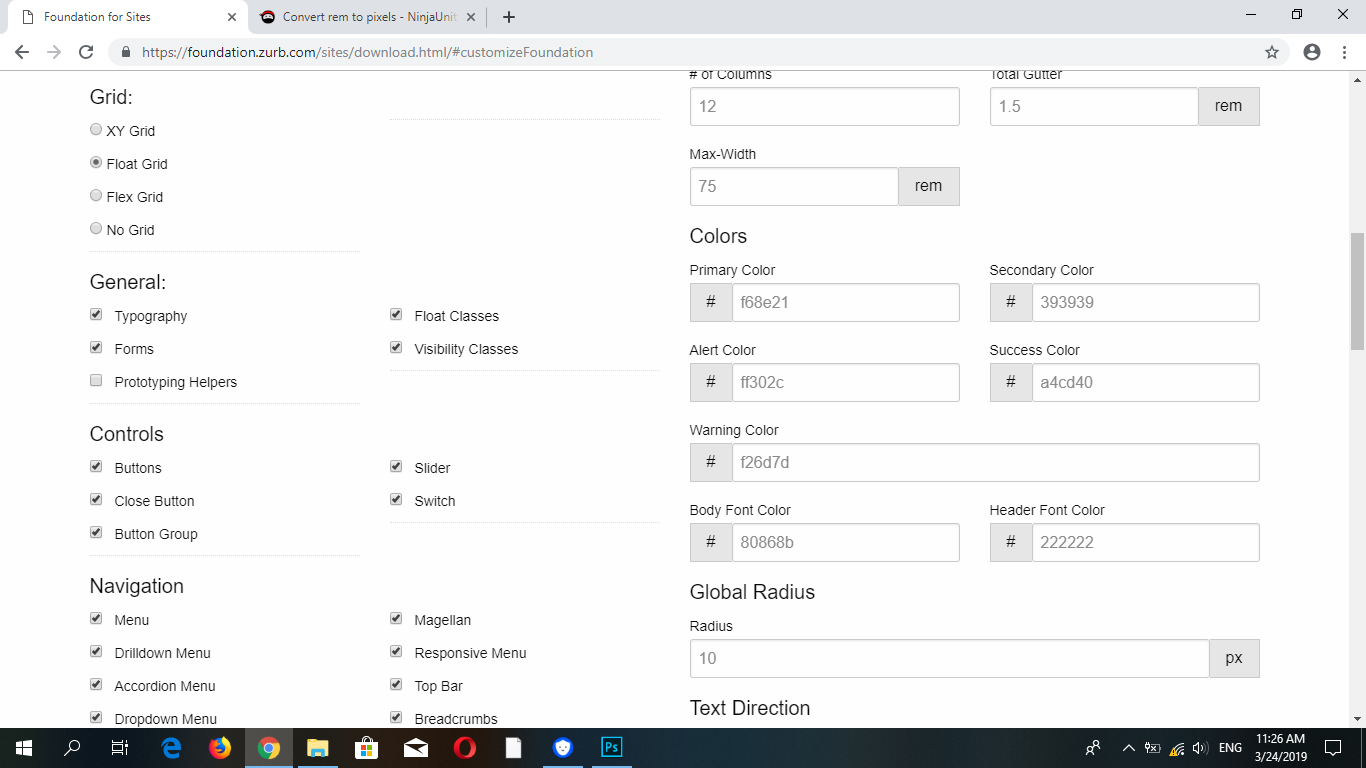 Foundation for Sites
Convert rem to pixels - NinjaUnit
https://foundation.zurb.com/sites/download.html/#customizeFoundation
Grid:
XY Grid
Float Grid
Flex Grid
No Grid
General:
Typography
Float Classes
Forms
Visibility Classes
Prototyping Helpers
Controls
Buttons
Slider
Close Button
Switch
Button Group
Navigation
Menu
Magellan
Drilldown Menu
Responsive Menu
Accordion Menu
Top Bar
Dropdown Menu
Breadcrumbs
# of Columns
Total Gutter
12
1.5 rem
Max-Width
75 rem
Colors
Primary Color
Secondary Color
# f68e21
# 393939
Alert Color
Success Color
# ff302c
# a4cd40
Warning Color
# f26d7d
Body Font Color
Header Font Color
# 80868b
# 222222
Global Radius
Radius
10 px
Text Direction
Ps
ENG
11:26 AM
3/24/2019